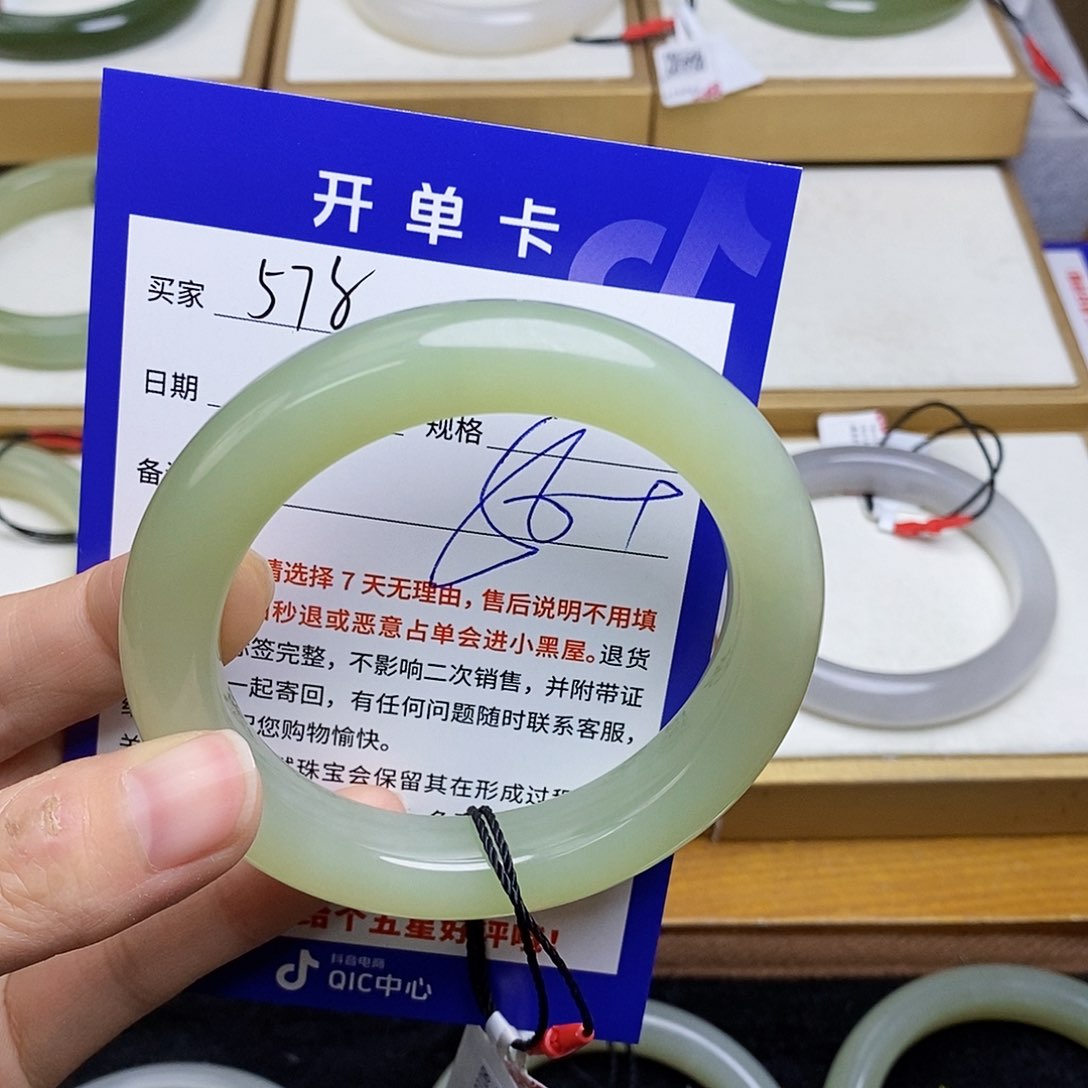 开单卡
买家 578
日期
规格
备
请选择7天无理由，售后说明不用填
秒退或恶意占单会进小黑屋。退货
标签完整，不影响二次销售，并附带证
一起寄回，有任何问题随时联系客服，
祝您购物愉快。
珠宝会保留其在形成过程
给个五星好评哦！
抖音电商
QIC中心